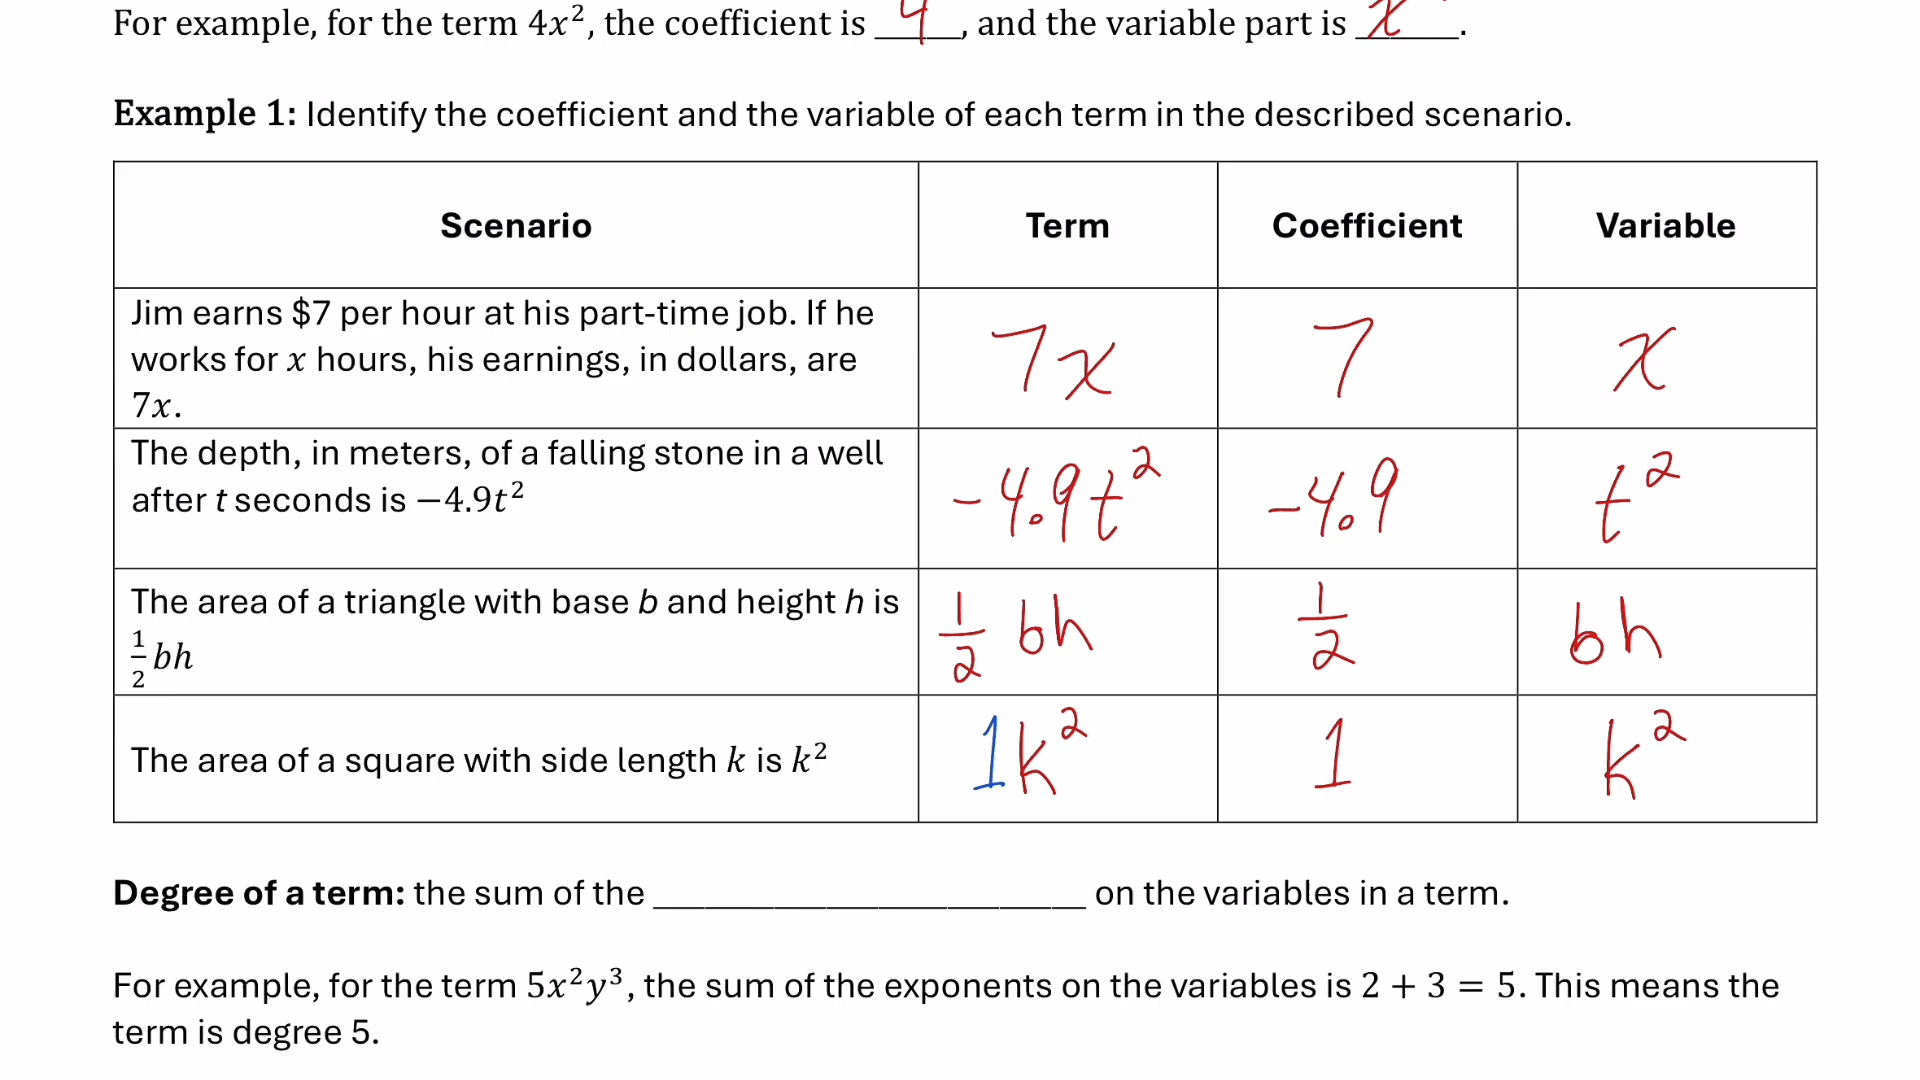 For example, for the term 4x², the coefficient is 4, and the variable part is x.
Example 1: Identify the coefficient and the variable of each term in the described scenario.
Scenario Term Coefficient Variable
Jim earns $7 per hour at his part-time job. If he
works for x hours, his earnings, in dollars, are
7x.
7x 7 x
The depth, in meters, of a falling stone in a well
after t seconds is −4.9t²
-4.9t² -4.9 t²
The area of a triangle with base b and height h is
1/2 bh
1/2 bh 1/2 bh
The area of a square with side length k is k²
1k² 1 k²
Degree of a term: the sum of the ____________________ on the variables in a term.
For example, for the term 5x²y³, the sum of the exponents on the variables is 2 + 3 = 5. This means the
term is degree 5.